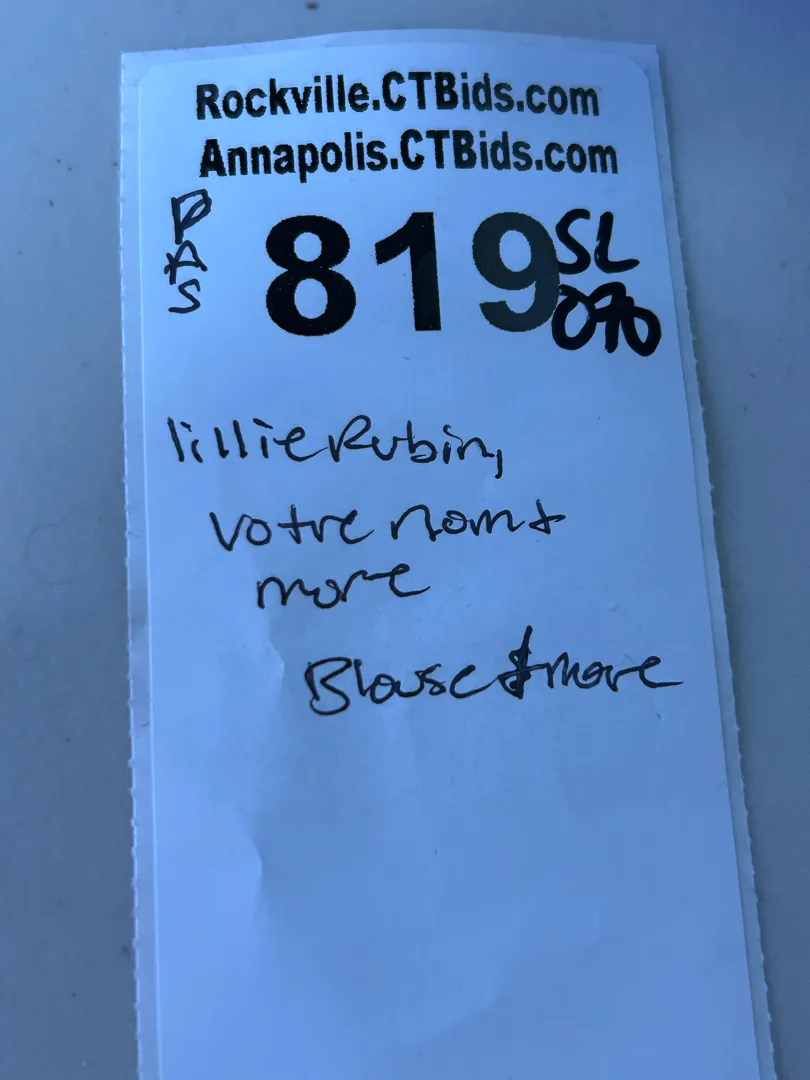 Rockville.CTBids.com
Annapolis.CTBids.com
PAS
819
SL
070
lillie Rubin,
votre nom +
more
Blouse & more